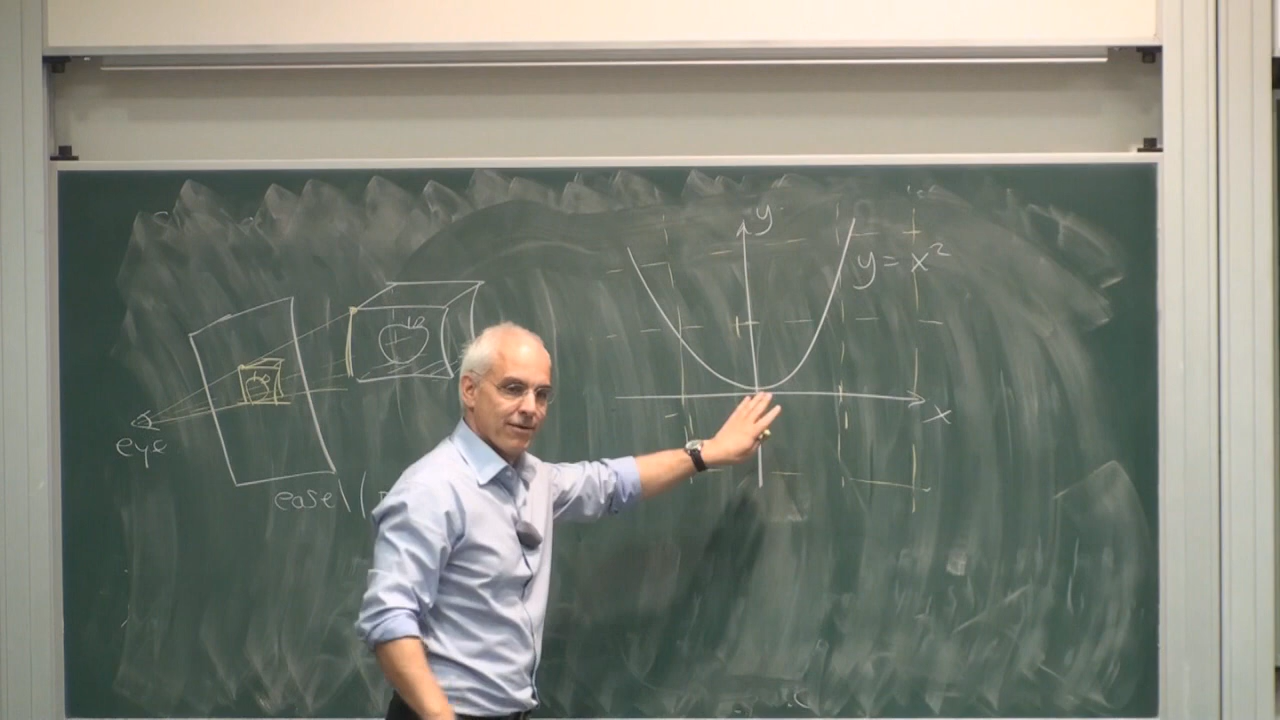 y
y = x²
x
eye
easel